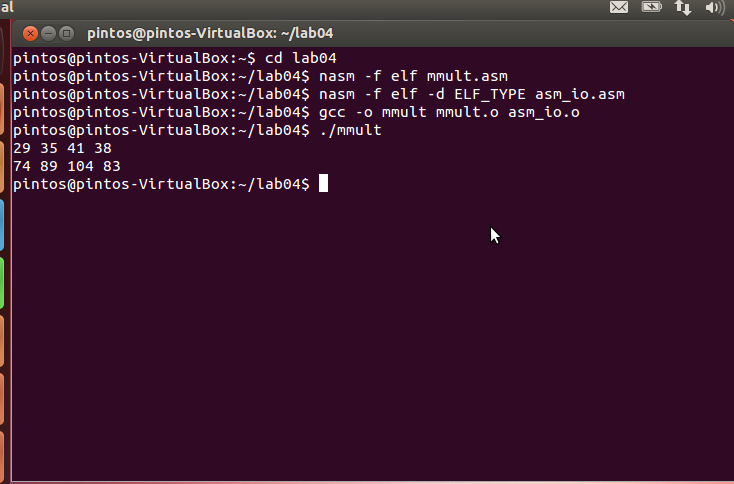 al
pintos@pintos-VirtualBox: ~/lab04
pintos@pintos-VirtualBox:~$ cd lab04
pintos@pintos-VirtualBox:~/lab04$ nasm -f elf mmult.asm
pintos@pintos-VirtualBox:~/lab04$ nasm -f elf -d ELF_TYPE asm_io.asm
pintos@pintos-VirtualBox:~/lab04$ gcc -o mmult mmult.o asm_io.o
pintos@pintos-VirtualBox:~/lab04$ ./mmult
29 35 41 38
74 89 104 83
pintos@pintos-VirtualBox:~/lab04$